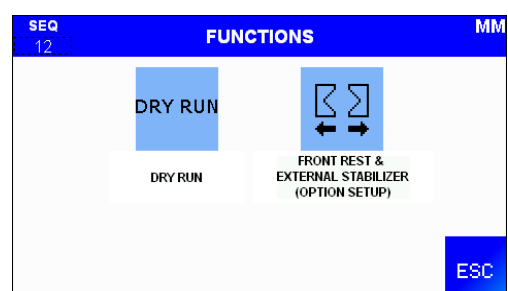 SEQ
12
FUNCTIONS
MM
DRY RUN
DRY RUN
FRONT REST &
EXTERNAL STABILIZER
(OPTION SETUP)
ESC